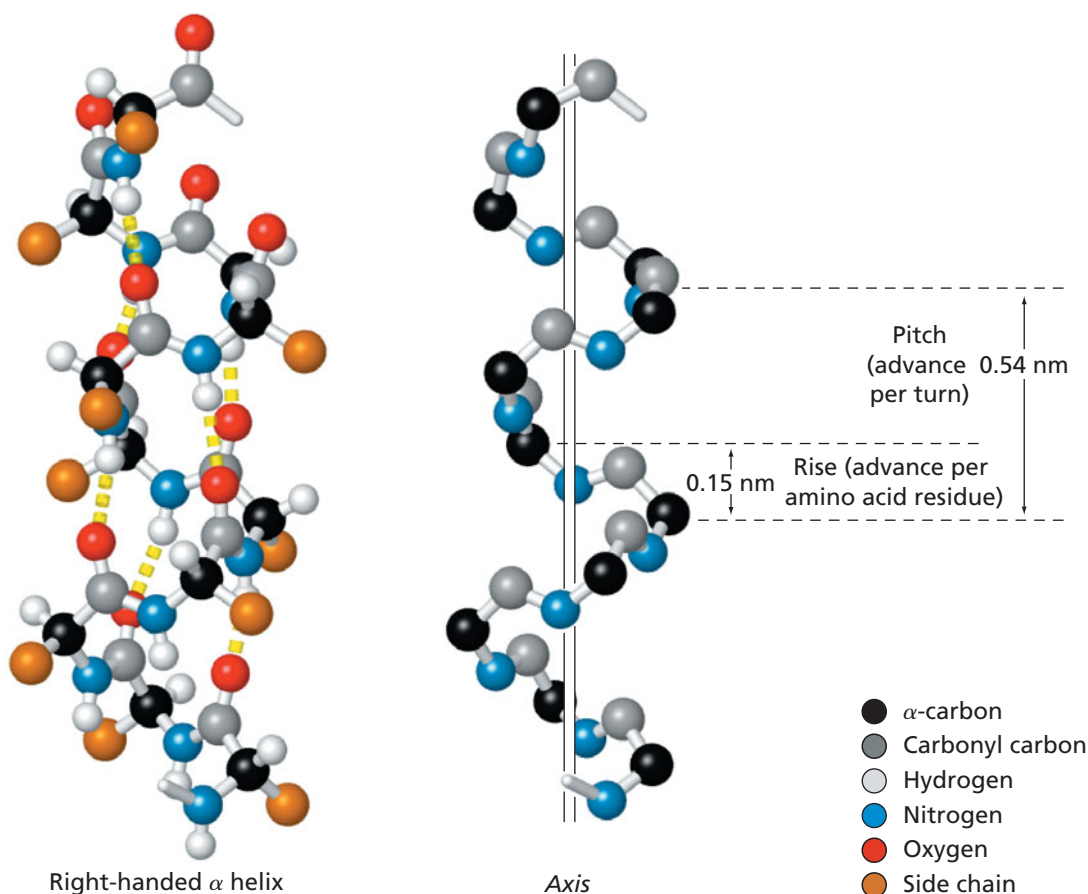 Pitch
(advance 0.54 nm
per turn)
0.15 nm
Rise (advance per
amino acid residue)
α-carbon
Carbonyl carbon
Hydrogen
Nitrogen
Oxygen
Side chain
Right-handed α helix
Axis